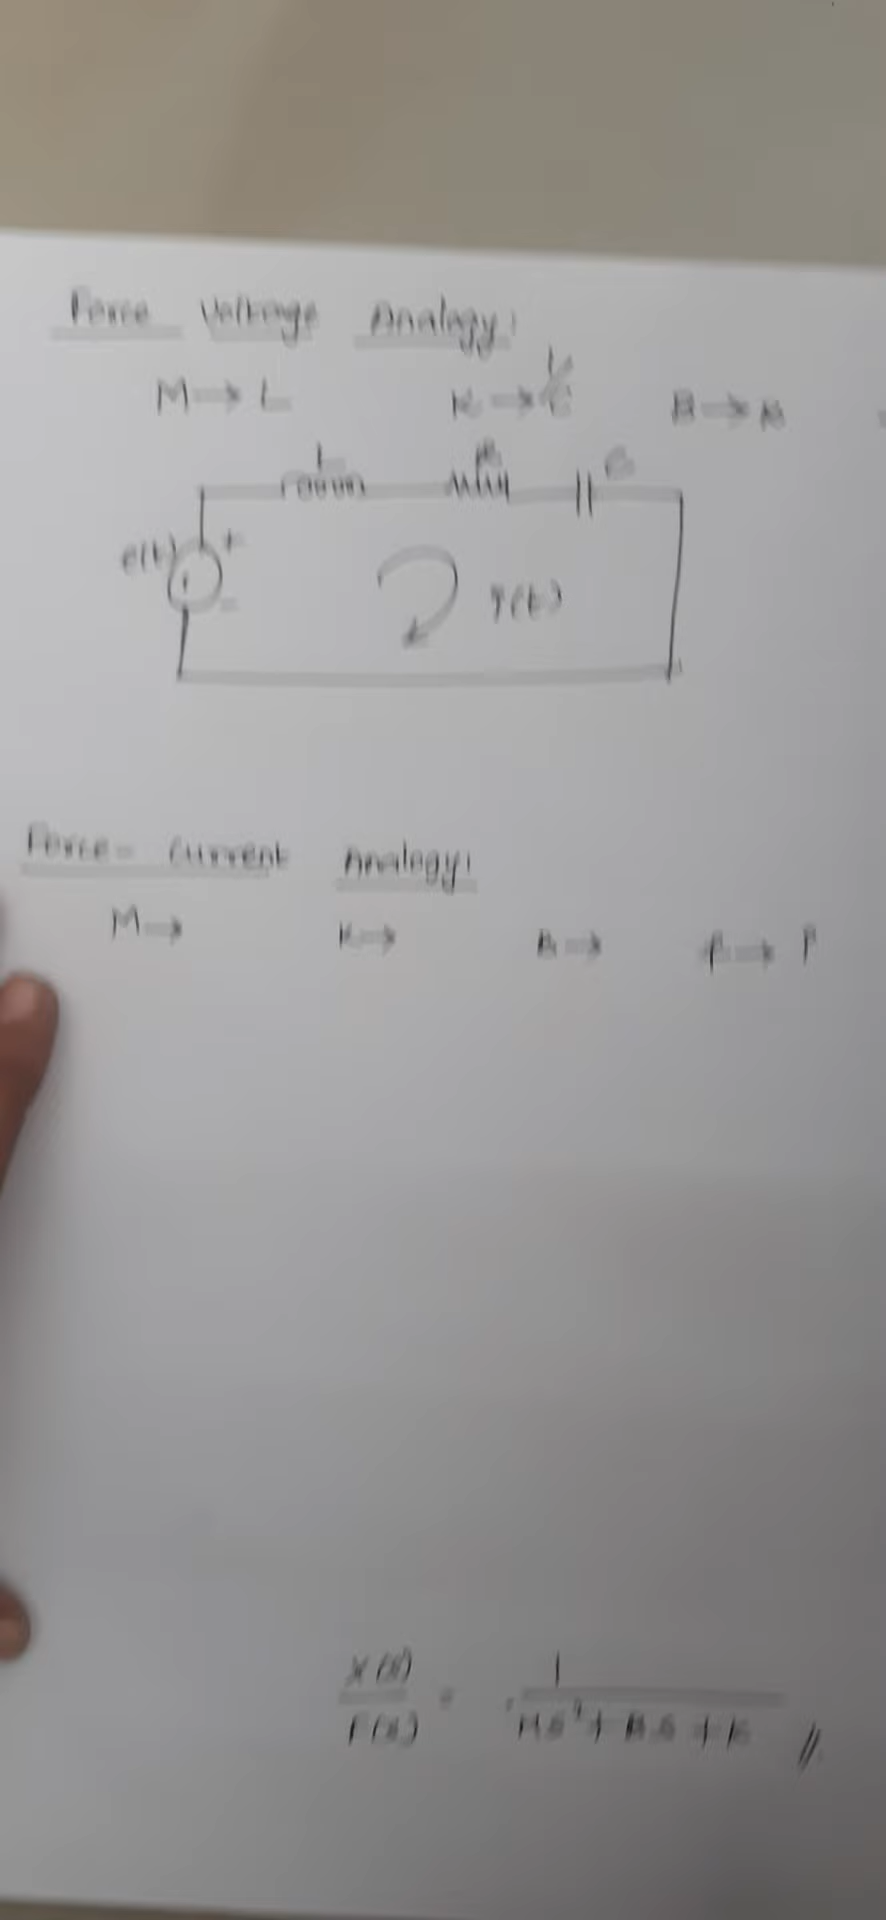 Force Voltage Analogy:
M → L K → 1/C B → R
L R C
e(t) + -
i(t)
Force - Current Analogy:
M → K → B → f → i
X(s)/F(s) = 1/(Ms²+Bs+K) //